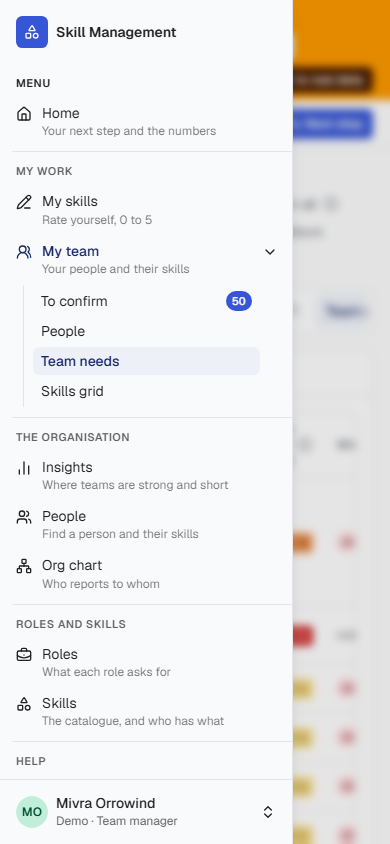 Skill Management
MENU
Home
Your next step and the numbers
MY WORK
My skills
Rate yourself, 0 to 5
My team
Your people and their skills
To confirm 50
People
Team needs
Skills grid
THE ORGANISATION
Insights
Where teams are strong and short
People
Find a person and their skills
Org chart
Who reports to whom
ROLES AND SKILLS
Roles
What each role asks for
Skills
The catalogue, and who has what
HELP
MO
Mivra Orrowind
Demo · Team manager